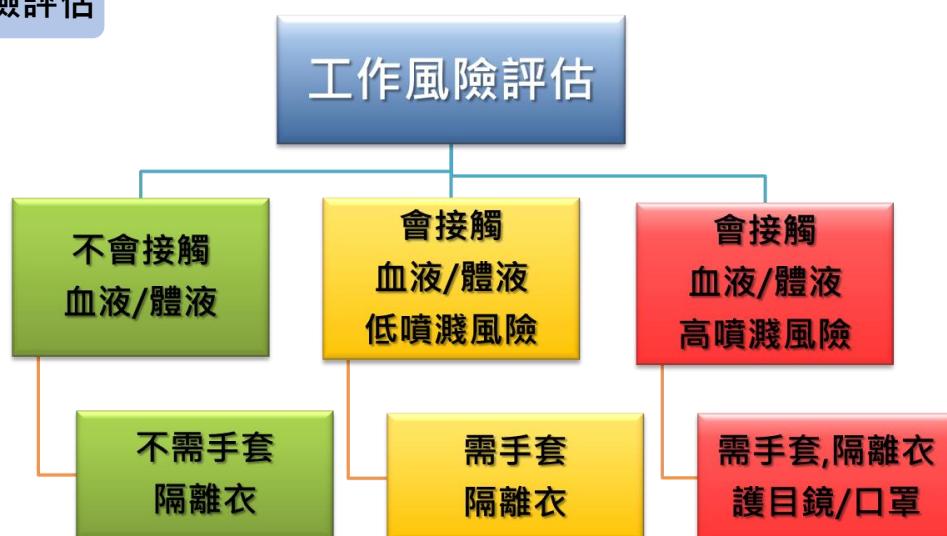 險評估
工作風險評估
不會接觸
血液/體液
會接觸
血液/體液
低噴濺風險
會接觸
血液/體液
高噴濺風險
不需手套
隔離衣
需手套
隔離衣
需手套,隔離衣
護目鏡/口罩